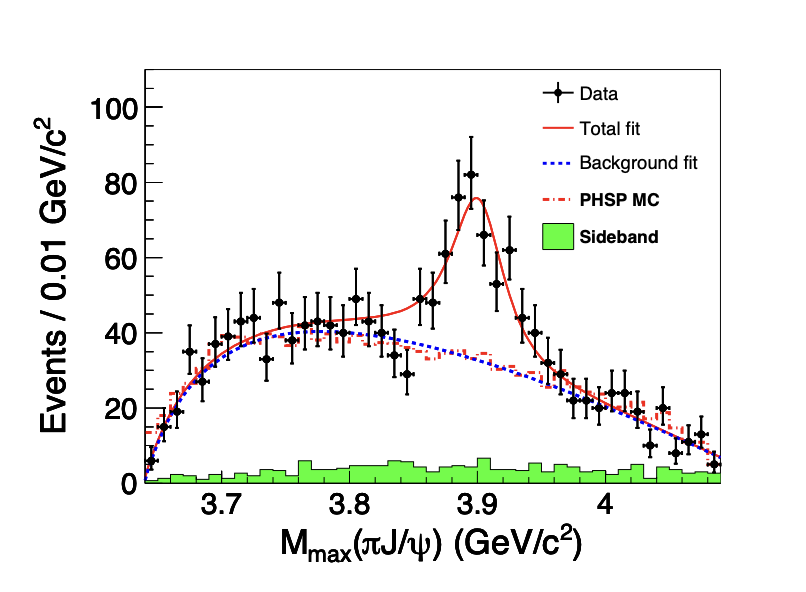 Events / 0.01 GeV/c²
100
80
60
40
20
0
Data
Total fit
Background fit
PHSP MC
Sideband
3.7 3.8 3.9 4
M_max(πJ/ψ) (GeV/c²)